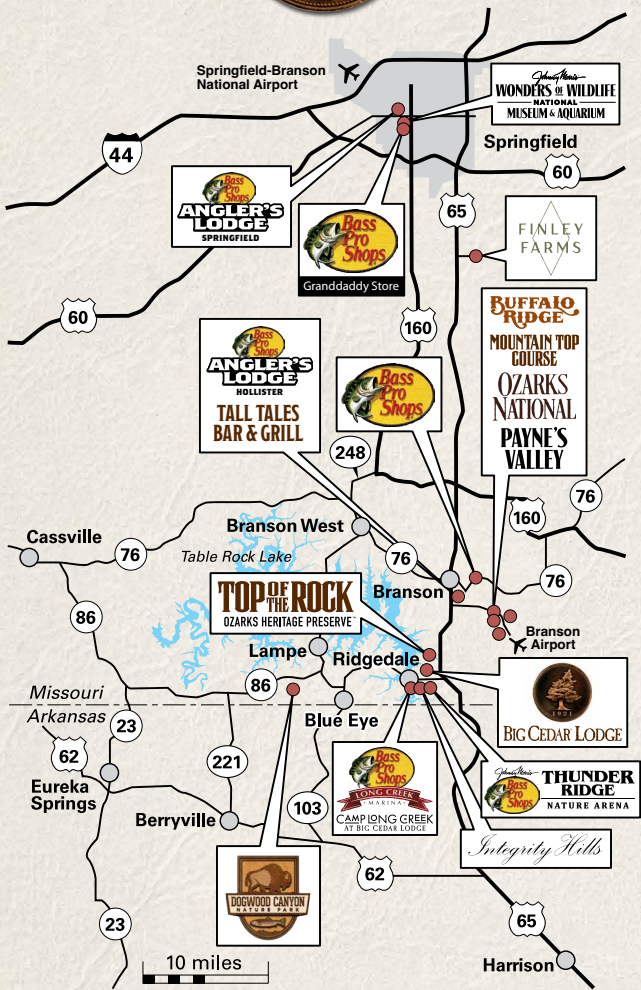 Springfield-Branson
National Airport
Johnny Morris
WONDERS OF WILDLIFE
NATIONAL
MUSEUM & AQUARIUM
Springfield
44
60
65
Bass
Pro
Shops
ANGLER'S
LODGE
SPRINGFIELD
Bass
Pro
Shops
Granddaddy Store
FINLEY
FARMS
60
160
BUFFALO
RIDGE
MOUNTAIN TOP
COURSE
OZARKS
NATIONAL
PAYNE'S
VALLEY
Bass
Pro
Shops
ANGLER'S
LODGE
HOLLISTER
TALL TALES
BAR & GRILL
Bass
Pro
Shops
248
76
160
Cassville
76
Branson West
Table Rock Lake
76
Branson
76
86
TOP OF THE ROCK
OZARKS HERITAGE PRESERVE
Branson
Airport
Lampe
Ridgedale
86
Missouri
Arkansas
23
Blue Eye
1921
BIG CEDAR LODGE
62
221
Bass
Pro
Shops
LONG CREEK
MARINA
CAMP LONG CREEK
AT BIG CEDAR LODGE
Johnny Morris
Bass
Pro
Shops
THUNDER
RIDGE
NATURE ARENA
Eureka
Springs
103
Berryville
Integrity Hills
DOGWOOD CANYON
NATURE PARK
62
23
65
10 miles
Harrison